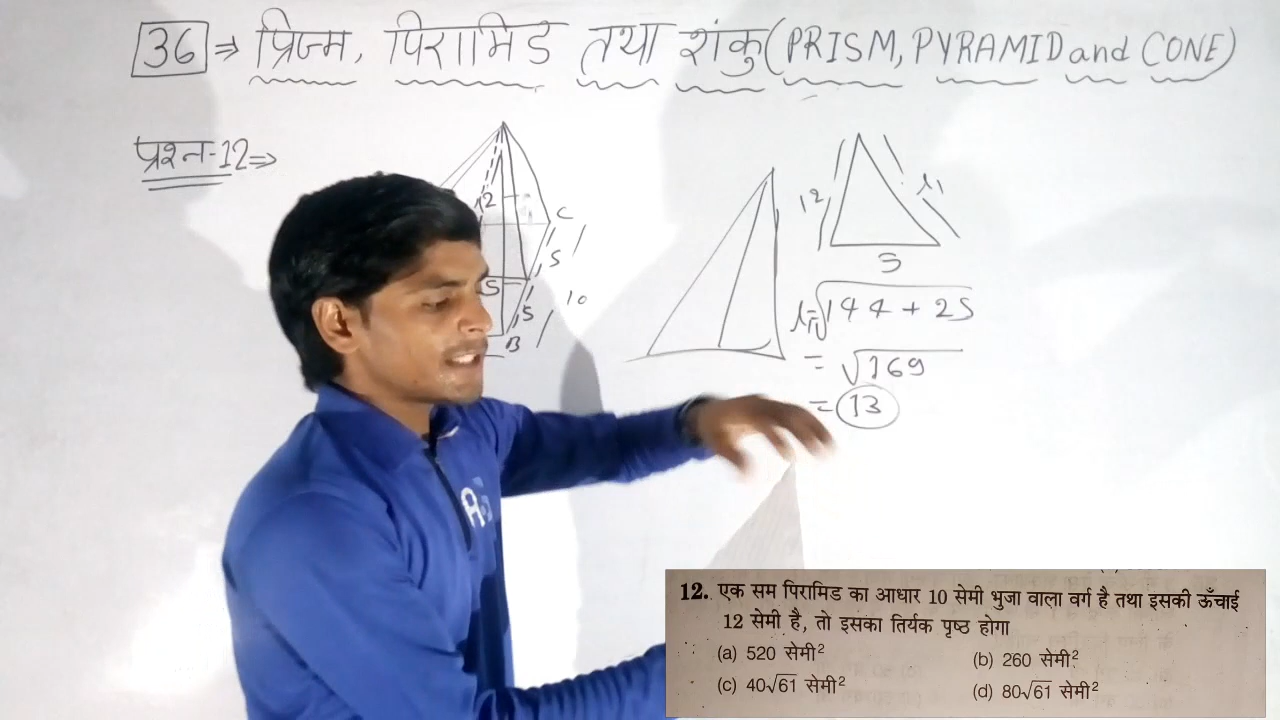 36 ⇒ प्रिज्म, पिरामिड तथा शंकु (PRISM, PYRAMID and CONE)
प्रश्न-12 ⇒
12
C
5
5
10
5
B
12
l₁
5
l₁ = √144 + 25
= √169
= 13
12. एक सम पिरामिड का आधार 10 सेमी भुजा वाला वर्ग है तथा इसकी ऊँचाई
12 सेमी है, तो इसका तिर्यक पृष्ठ होगा
(a) 520 सेमी² (b) 260 सेमी²
(c) 40√61 सेमी² (d) 80√61 सेमी²